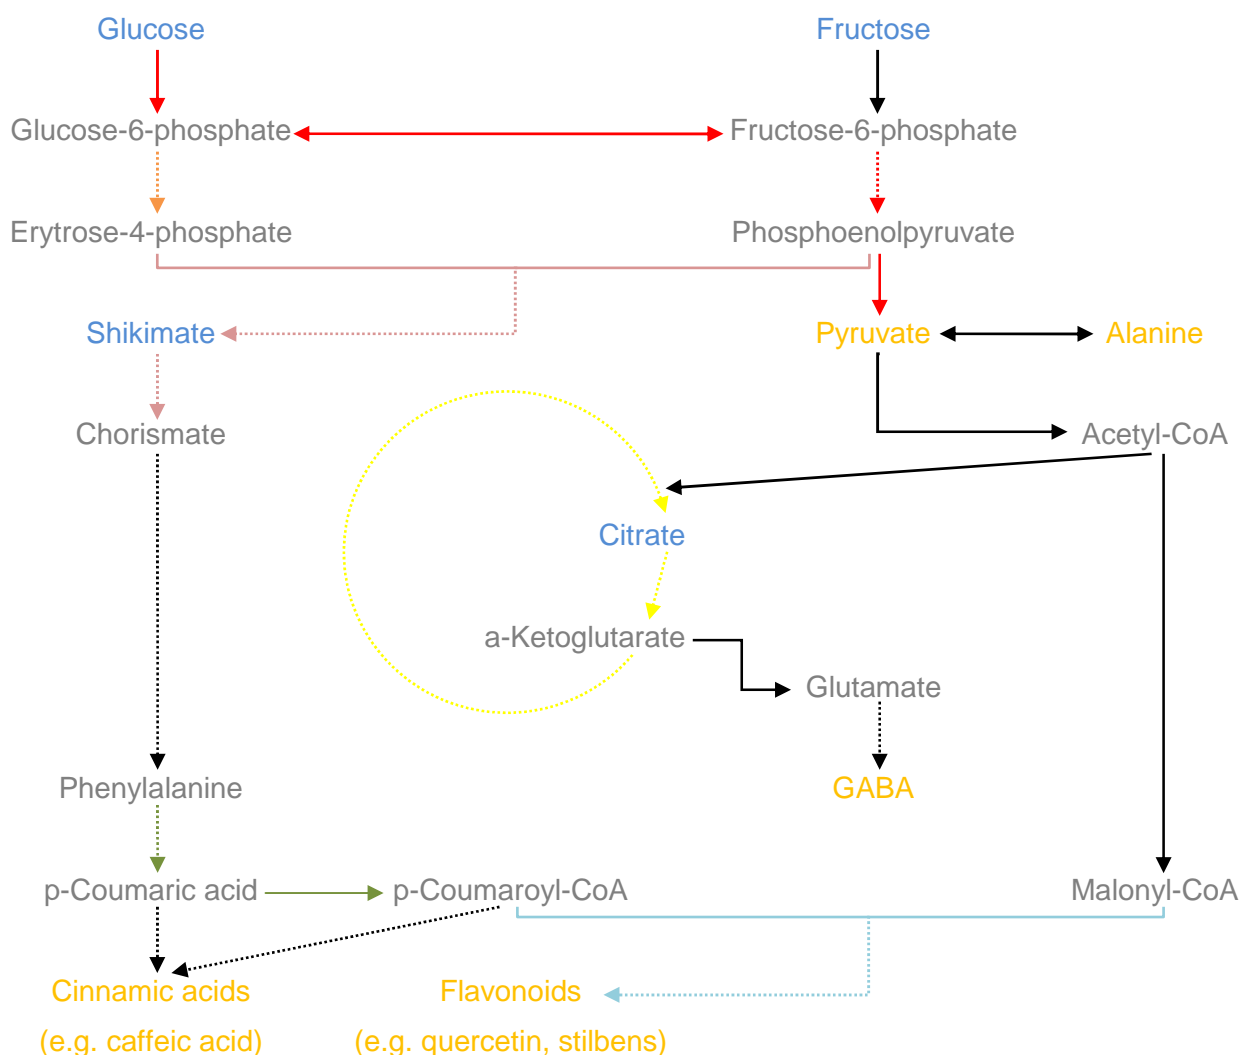 Glucose
Fructose
Glucose-6-phosphate
Fructose-6-phosphate
Erytrose-4-phosphate
Phosphoenolpyruvate
Shikimate
Pyruvate
Alanine
Chorismate
Acetyl-CoA
Citrate
a-Ketoglutarate
Glutamate
Phenylalanine
GABA
p-Coumaric acid
p-Coumaroyl-CoA
Malonyl-CoA
Cinnamic acids
(e.g. caffeic acid)
Flavonoids
(e.g. quercetin, stilbens)